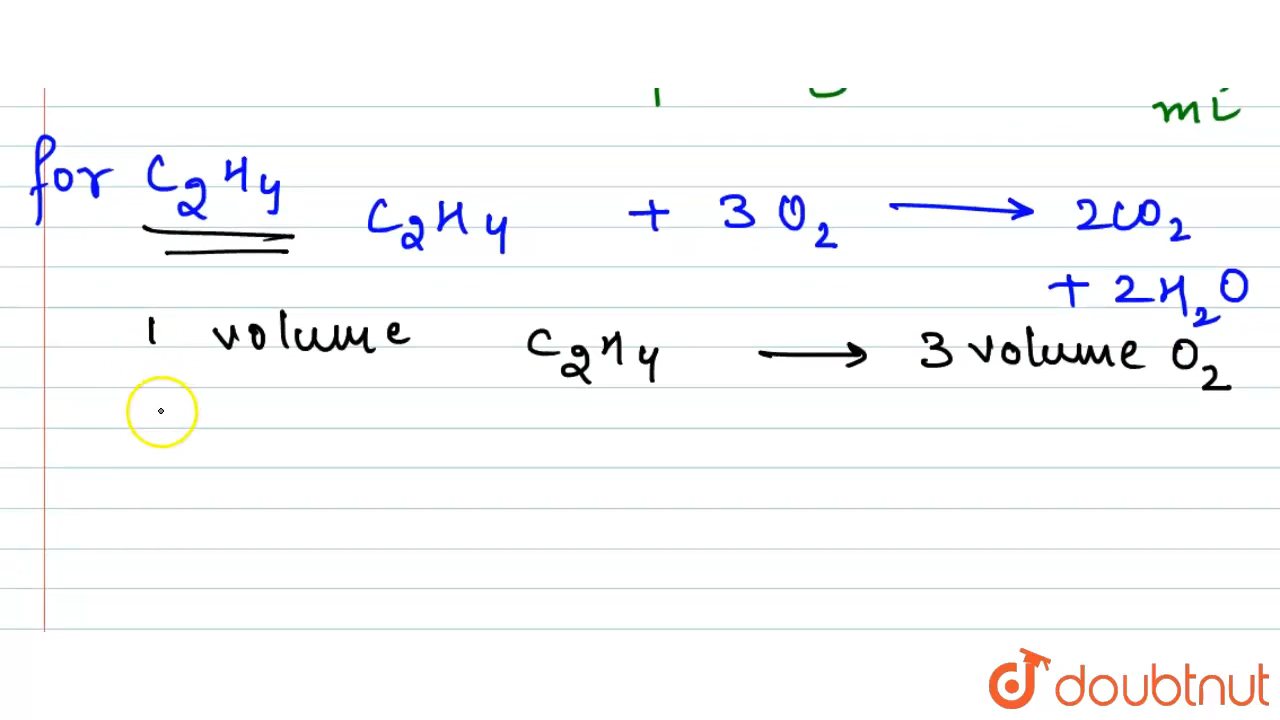 ml
for C₂H₄ C₂H₄ + 3 O₂ ⟶ 2CO₂
+ 2H₂O
1 volume C₂H₄ ⟶ 3 volume O₂
doubtnut